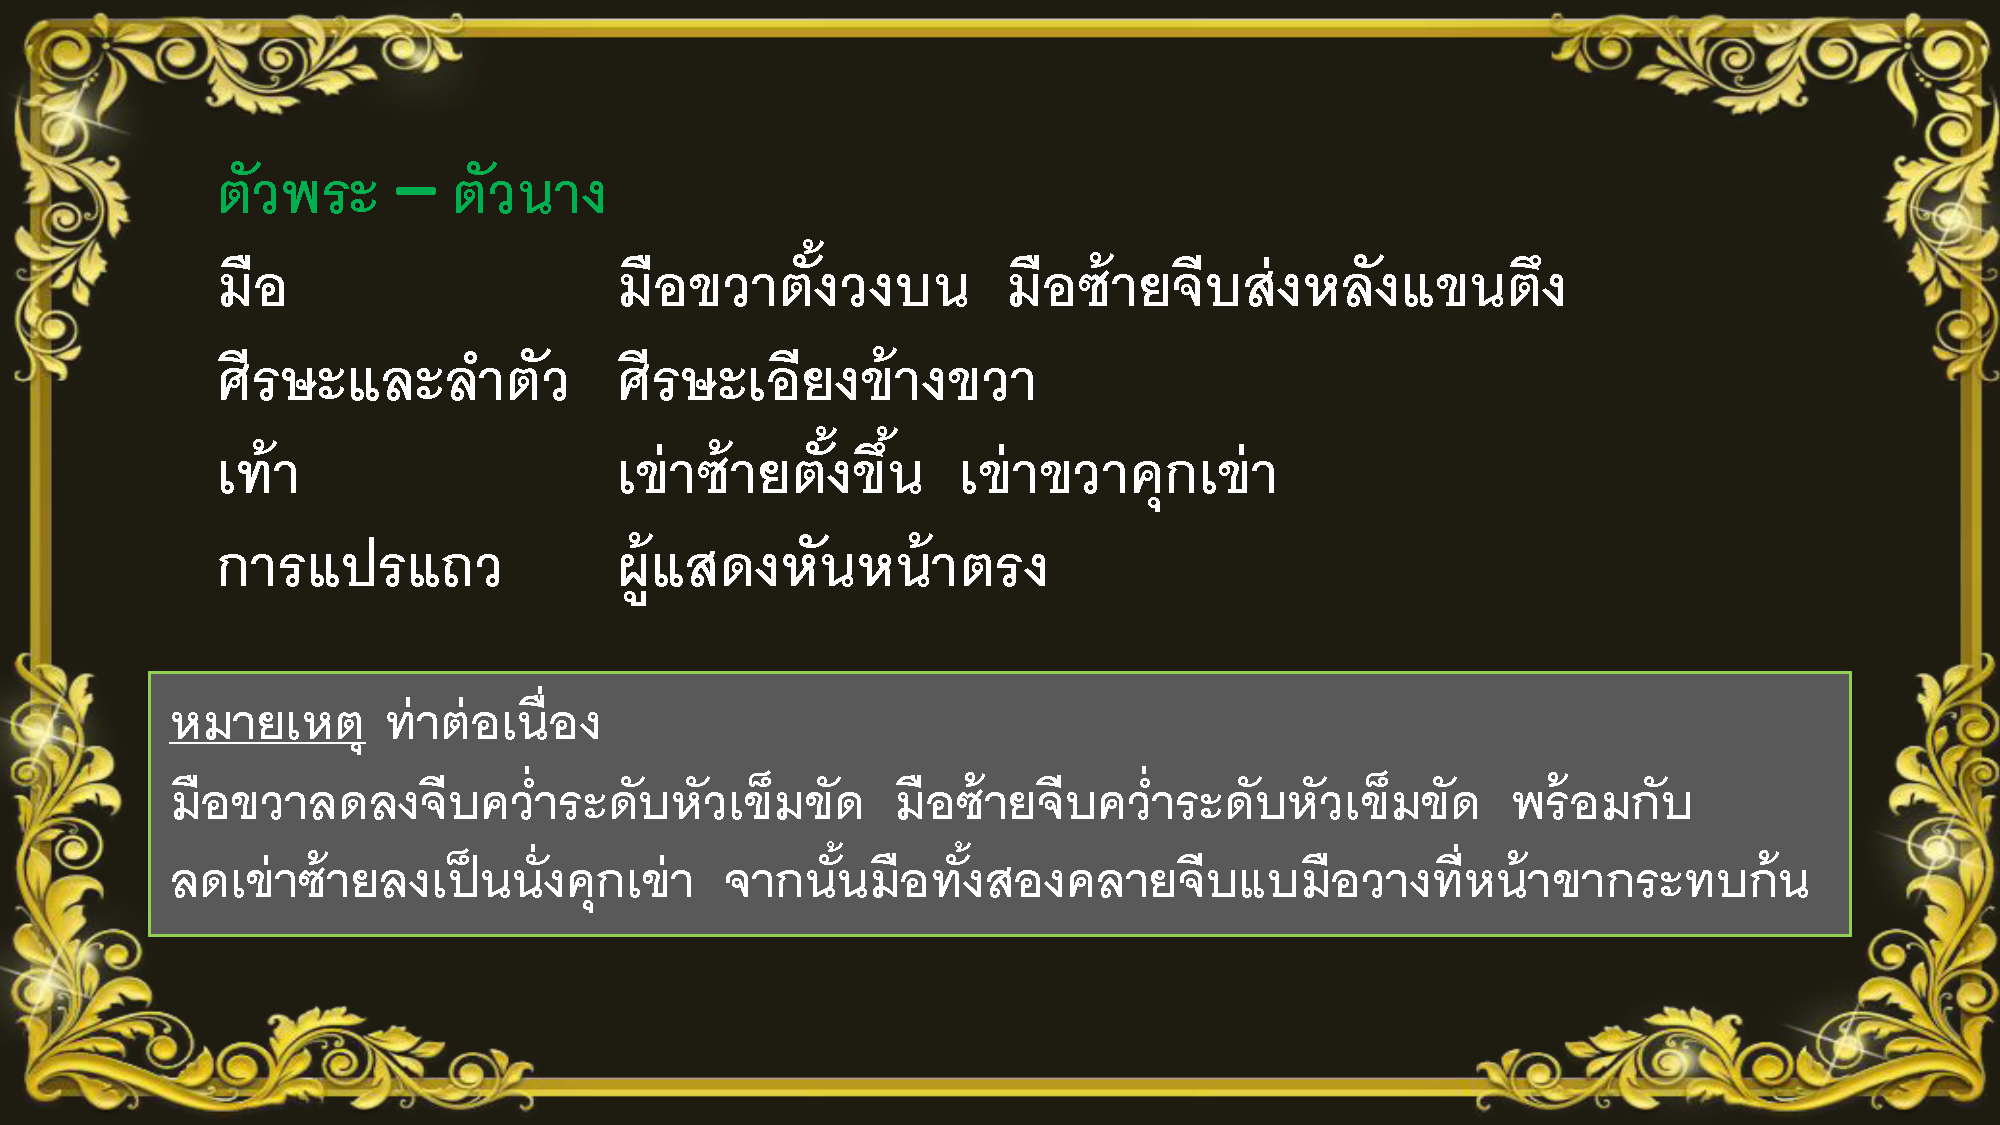 ตัวพระ – ตัวนาง
มือ มือขวาตั้งวงบน มือซ้ายจีบส่งหลังแขนตึง
ศีรษะและลำตัว ศีรษะเอียงข้างขวา
เท้า เข่าซ้ายตั้งขึ้น เข่าขวาคุกเข่า
การแปรแถว ผู้แสดงหันหน้าตรง
หมายเหตุ ท่าต่อเนื่อง
มือขวาลดลงจีบคว่ำระดับหัวเข็มขัด มือซ้ายจีบคว่ำระดับหัวเข็มขัด พร้อมกับ
ลดเข่าซ้ายลงเป็นนั่งคุกเข่า จากนั้นมือทั้งสองคลายจีบแบมือวางที่หน้าขากระทบก้น